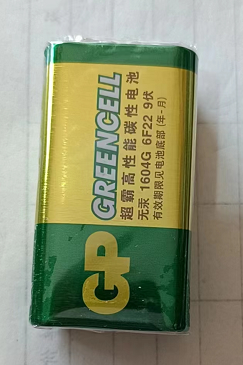 GP GREENCELL
超霸高性能碳性电池
无汞 1604G 6F22 9伏
有效期限见电池底部(年-月)